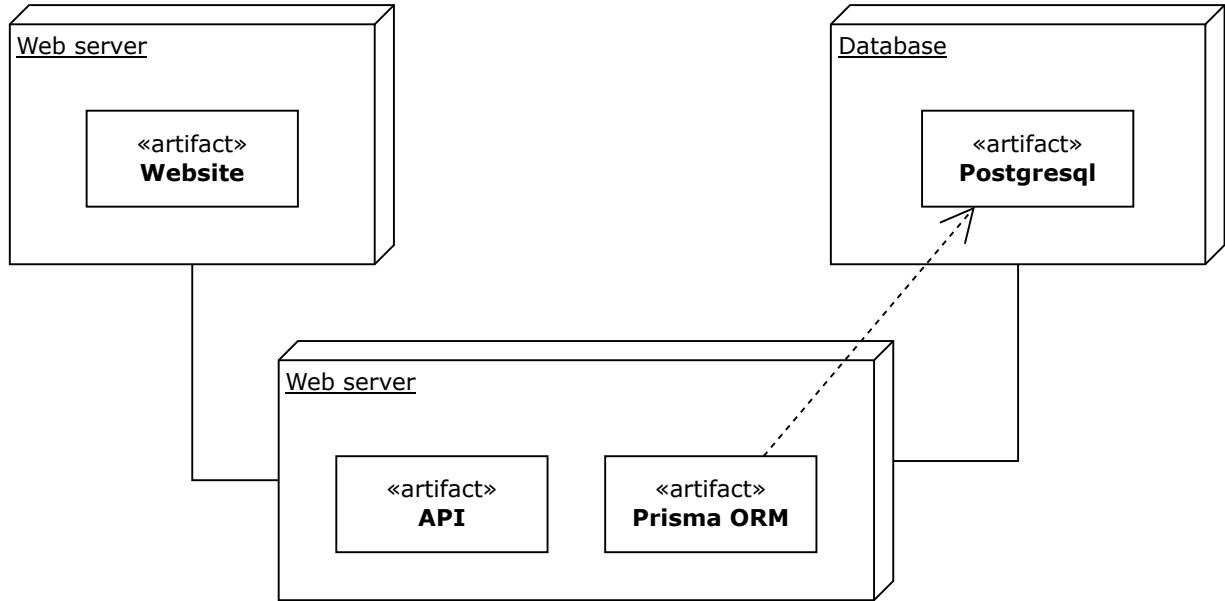 Web server
«artifact»
Website
Database
«artifact»
Postgresql
Web server
«artifact»
API
«artifact»
Prisma ORM